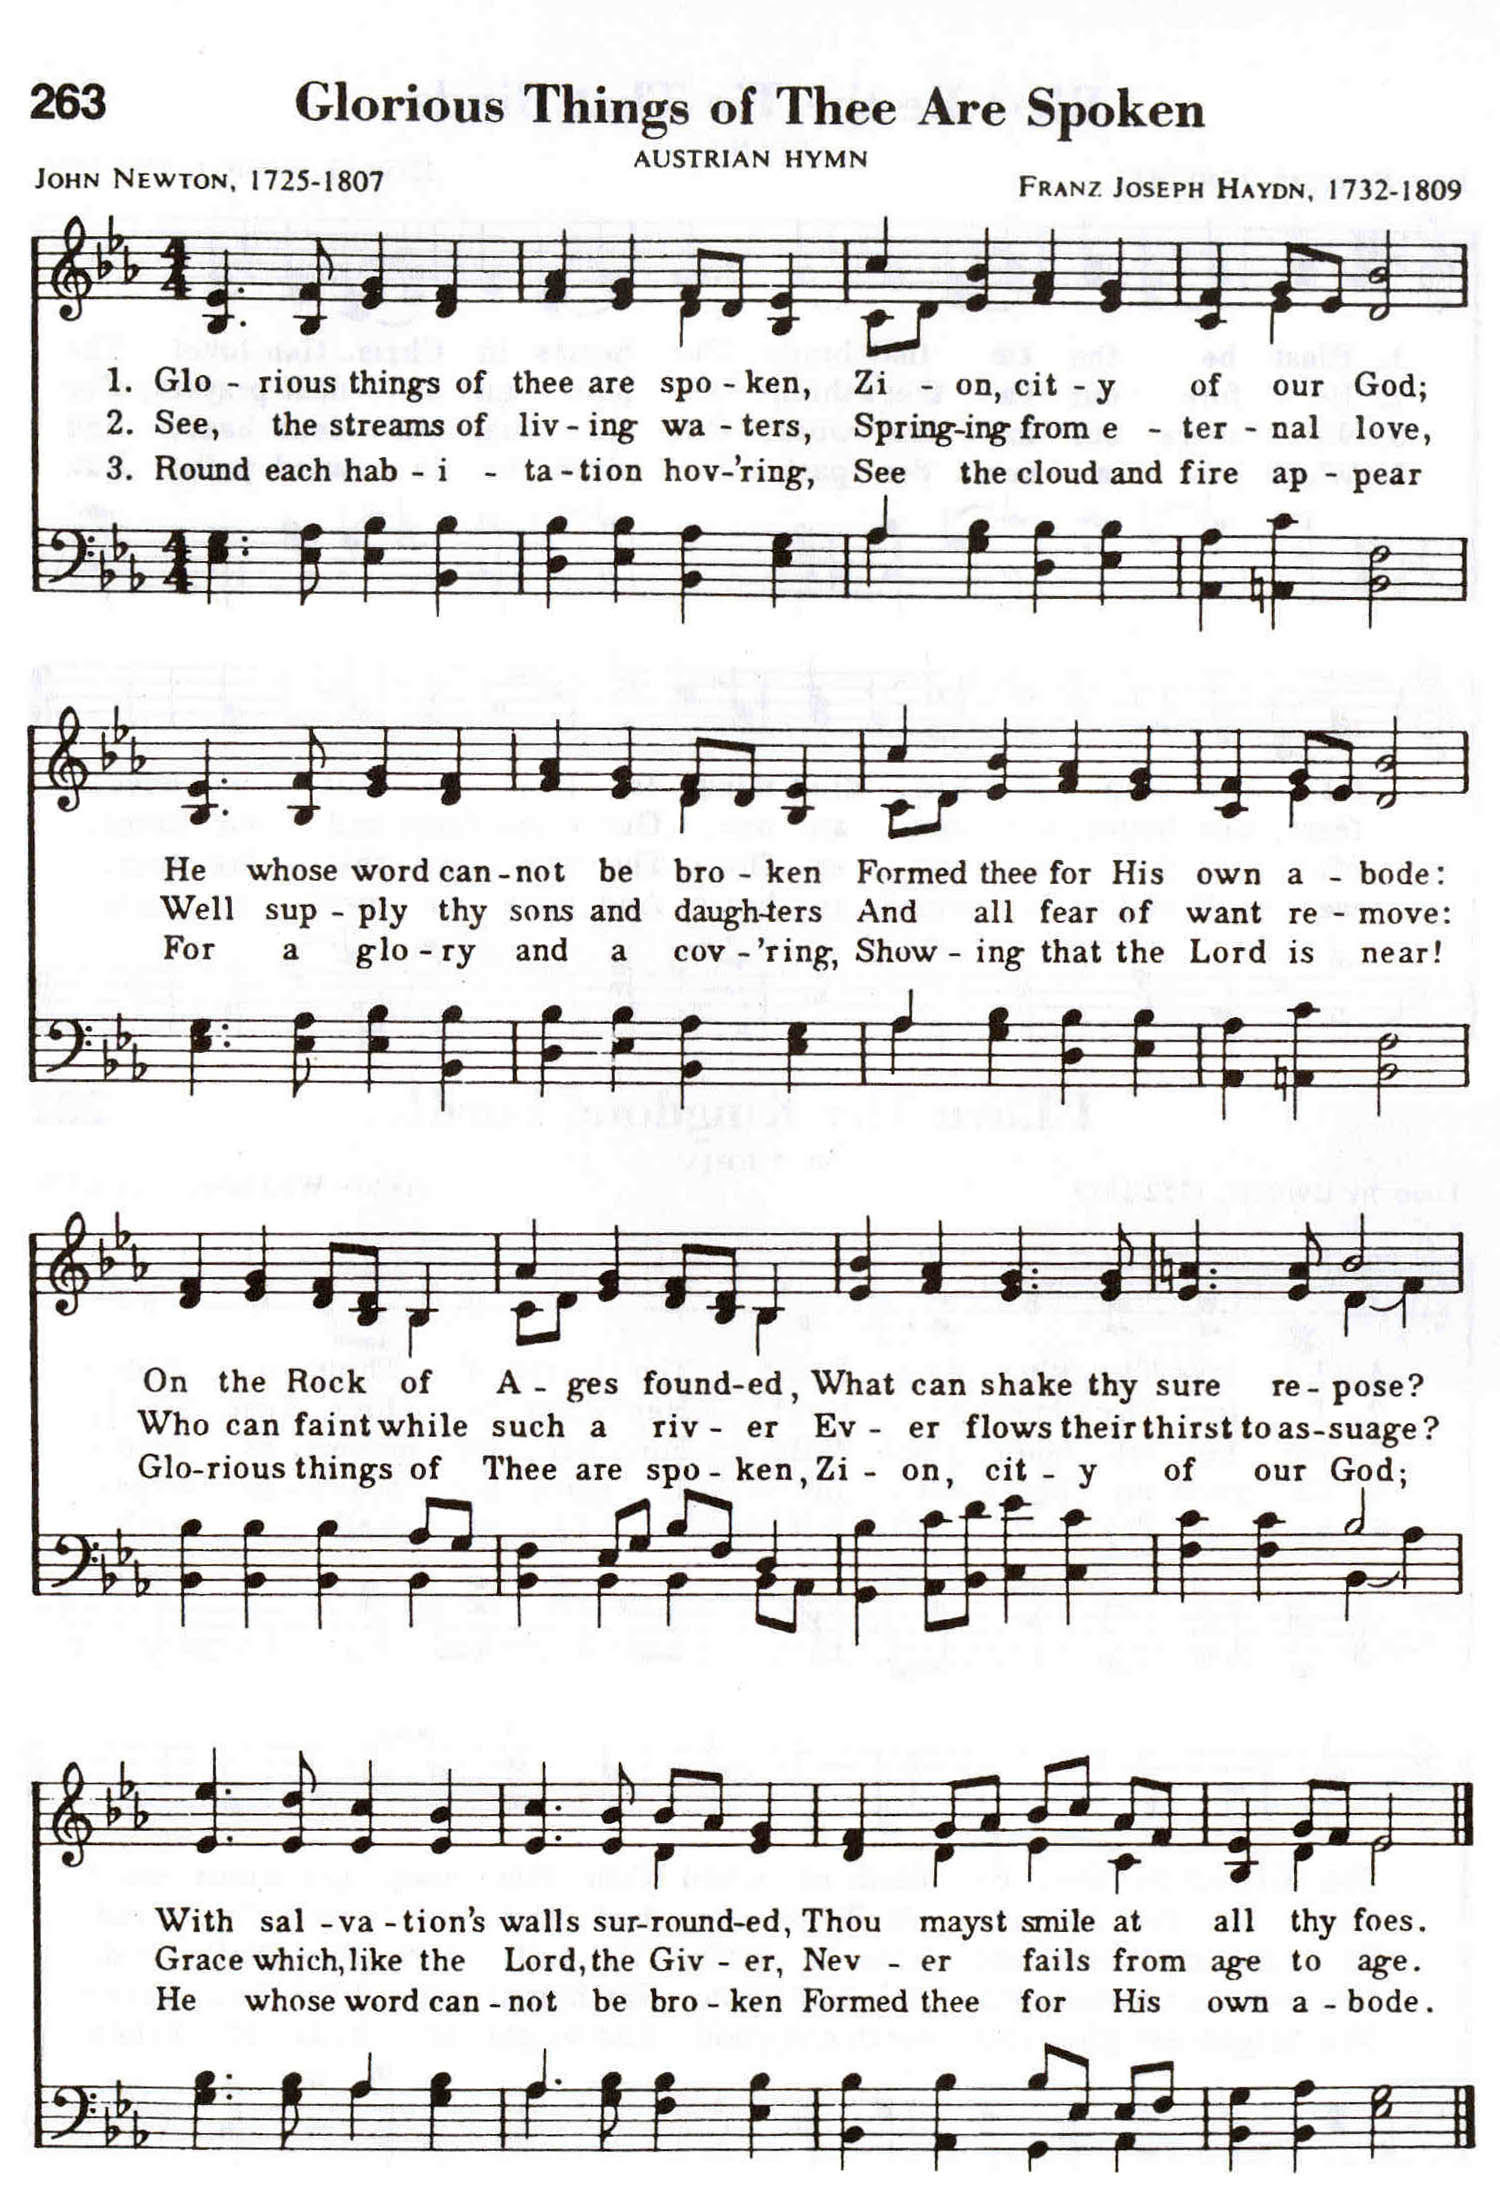 263 Glorious Things of Thee Are Spoken
AUSTRIAN HYMN
JOHN NEWTON, 1725-1807
FRANZ JOSEPH HAYDN, 1732-1809
1. Glo - rious things of thee are spo - ken, Zi - on, cit - y of our God;
2. See, the streams of liv - ing wa - ters, Spring-ing from e - ter - nal love,
3. Round each hab - i - ta - tion hov-'ring, See the cloud and fire ap - pear
He whose word can - not be bro - ken Formed thee for His own a - bode:
Well sup - ply thy sons and daugh-ters And all fear of want re - move:
For a glo - ry and a cov - 'ring, Show - ing that the Lord is near!
On the Rock of A - ges found-ed, What can shake thy sure re - pose?
Who can faint while such a riv - er Ev - er flows their thirst to as-suage?
Glo-rious things of Thee are spo - ken, Zi - on, cit - y of our God;
With sal - va - tion's walls sur-round-ed, Thou mayst smile at all thy foes.
Grace which, like the Lord, the Giv - er, Nev - er fails from age to age.
He whose word can - not be bro - ken Formed thee for His own a - bode.